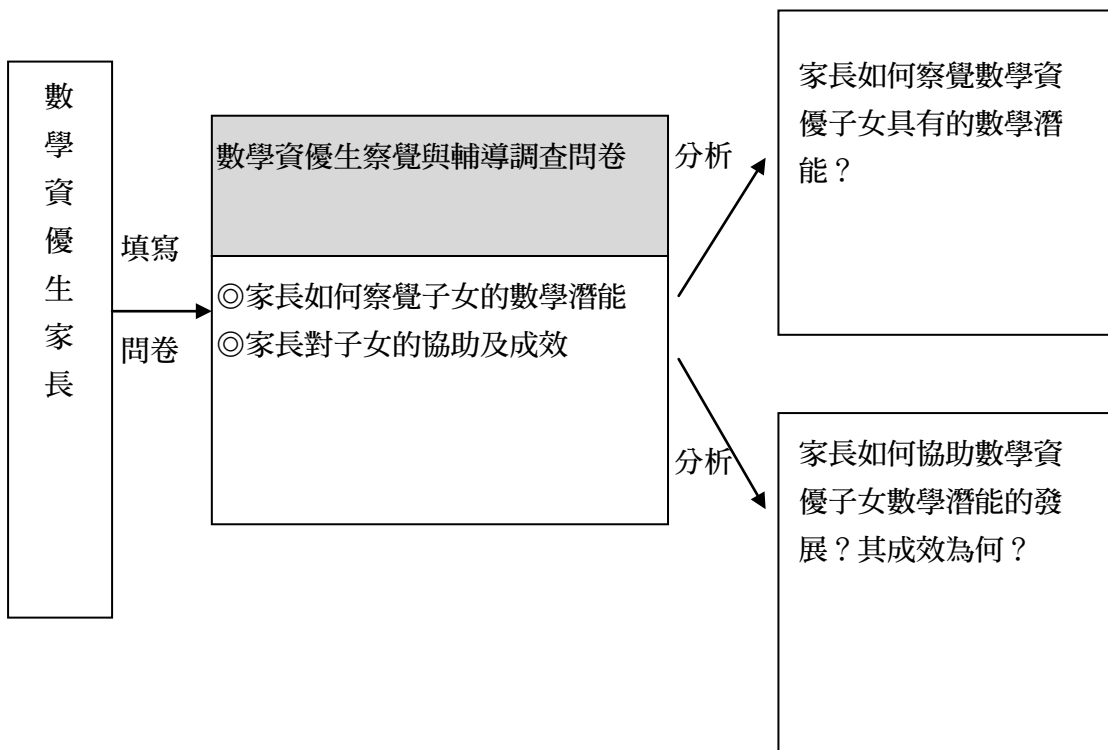 數學資優生家長
填寫
問卷
數學資優生察覺與輔導調查問卷
◎家長如何察覺子女的數學潛能
◎家長對子女的協助及成效
分析
分析
家長如何察覺數學資
優子女具有的數學潛
能？
家長如何協助數學資
優子女數學潛能的發
展？其成效為何？